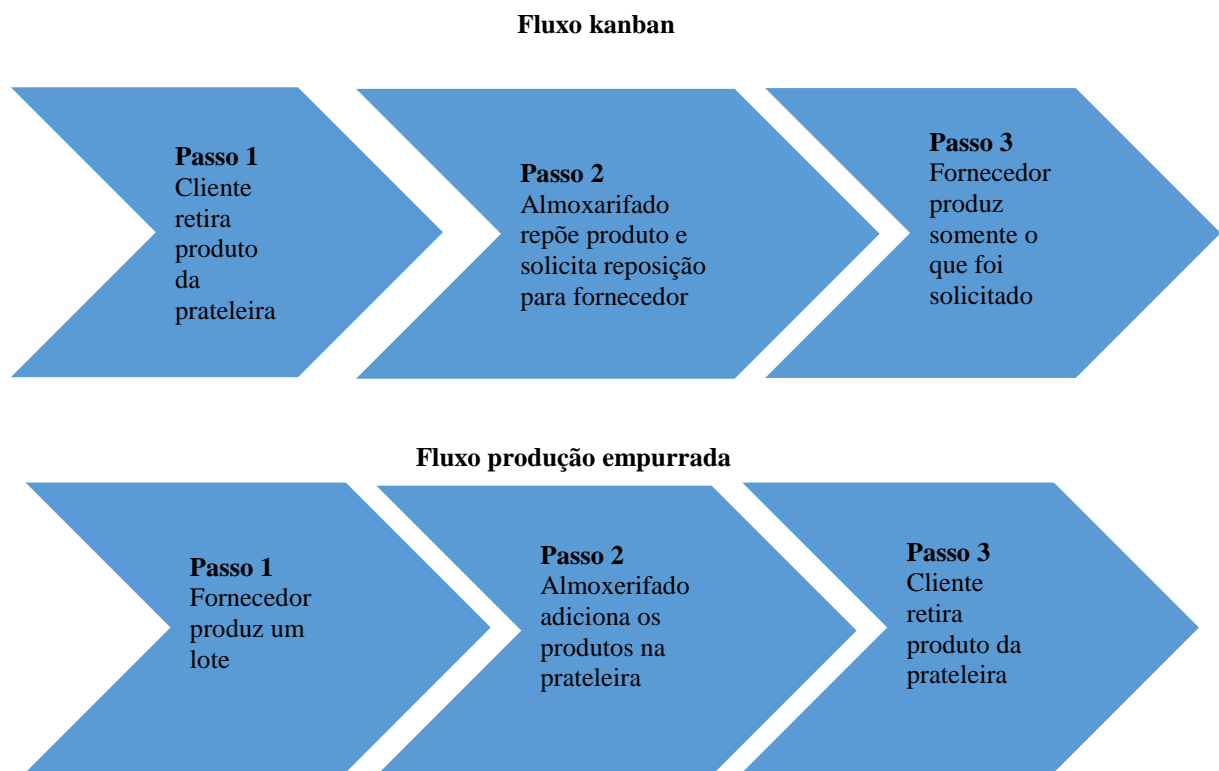 Fluxo kanban
Passo 1
Cliente
retira
produto
da
prateleira
Passo 2
Almoxarifado
repõe produto e
solicita reposição
para fornecedor
Passo 3
Fornecedor
produz
somente o
que foi
solicitado
Fluxo produção empurrada
Passo 1
Fornecedor
produz um
lote
Passo 2
Almoxerifado
adiciona os
produtos na
prateleira
Passo 3
Cliente
retira
produto da
prateleira